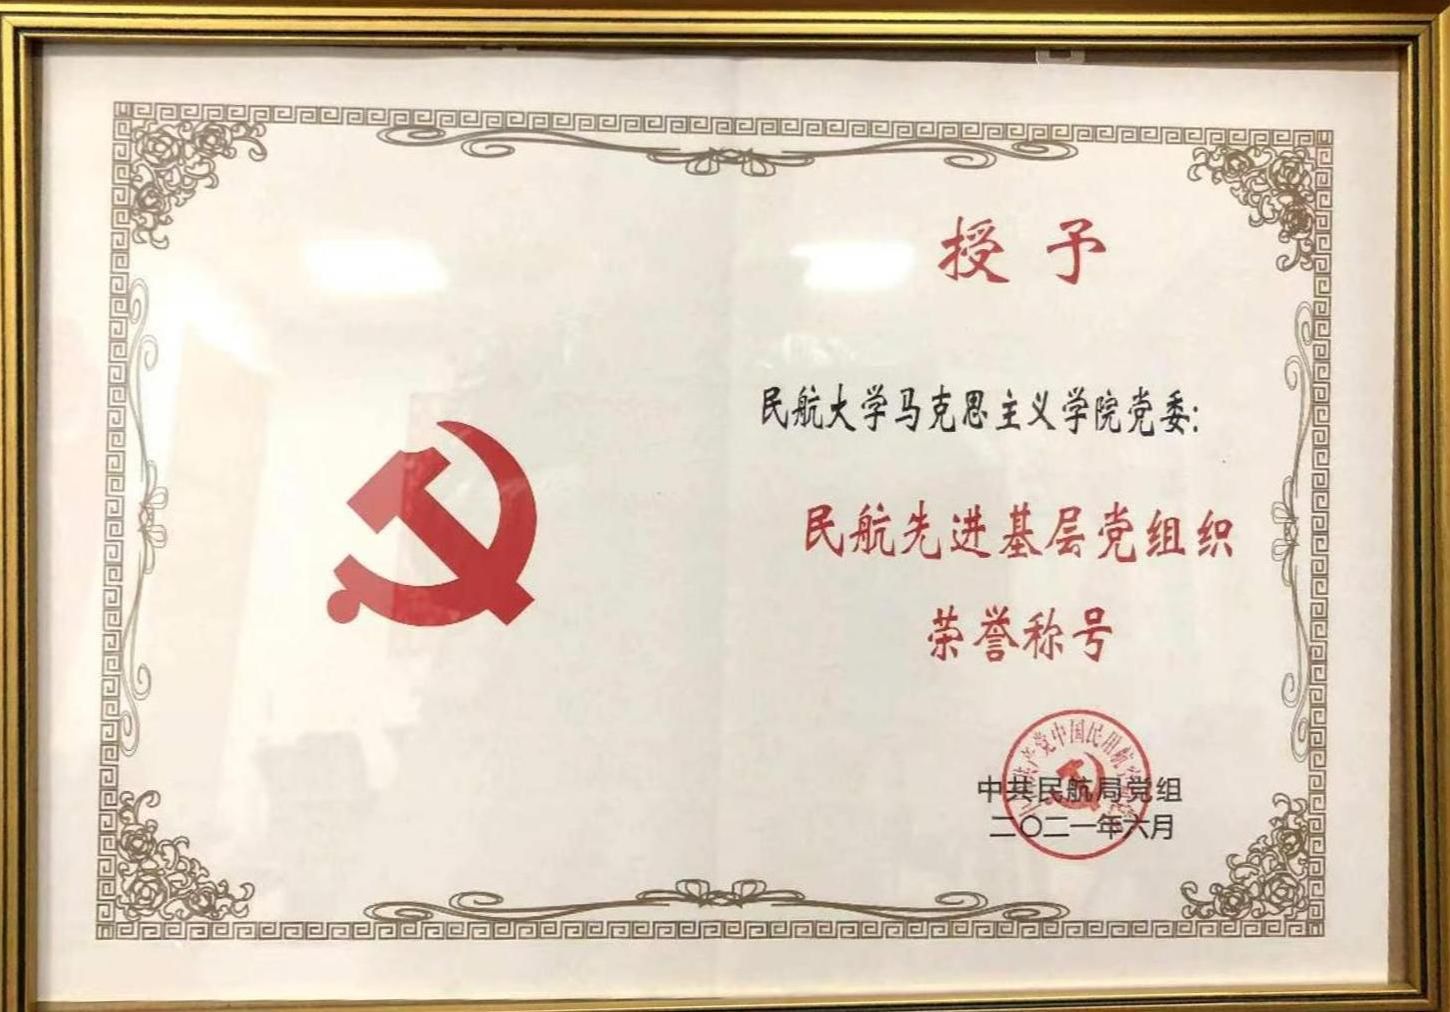 授予
民航大学马克思主义学院党委:
民航先进基层党组织
荣誉称号
中共民航局党组
二〇二一年六月